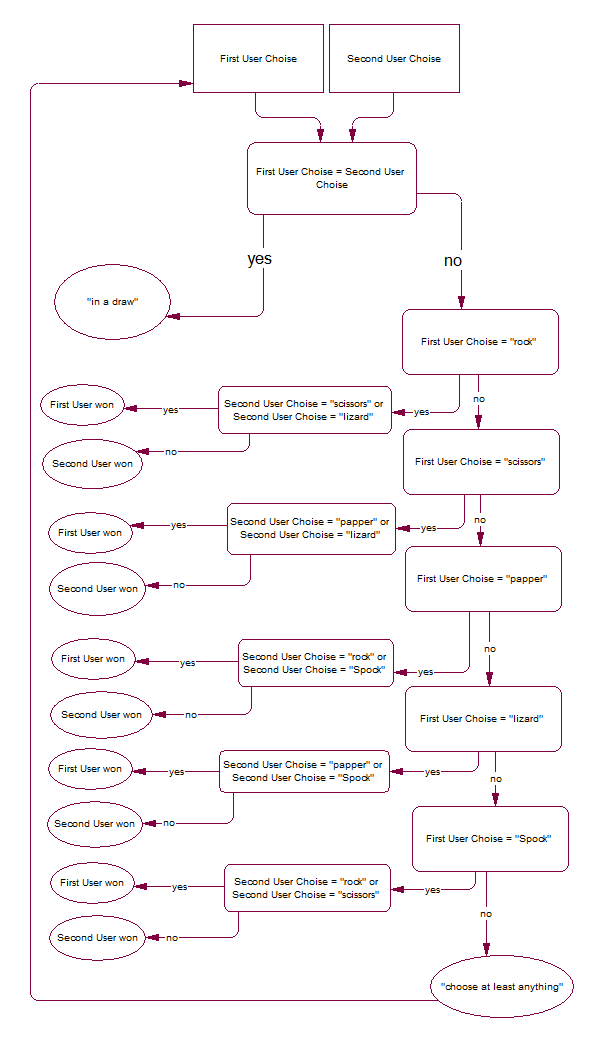 First User Choise
Second User Choise
First User Choise = Second User
Choise
yes
no
"in a draw"
First User Choise = "rock"
no
First User won
yes
Second User Choise = "scissors" or
Second User Choise = "lizard"
yes
Second User won
no
First User Choise = "scissors"
no
First User won
yes
Second User Choise = "papper" or
Second User Choise = "lizard"
yes
Second User won
no
First User Choise = "papper"
no
First User won
yes
Second User Choise = "rock" or
Second User Choise = "Spock"
yes
Second User won
no
First User Choise = "lizard"
no
First User won
yes
Second User Choise = "papper" or
Second User Choise = "Spock"
yes
Second User won
no
First User Choise = "Spock"
no
First User won
yes
Second User Choise = "rock" or
Second User Choise = "scissors"
yes
Second User won
no
"choose at least anything"